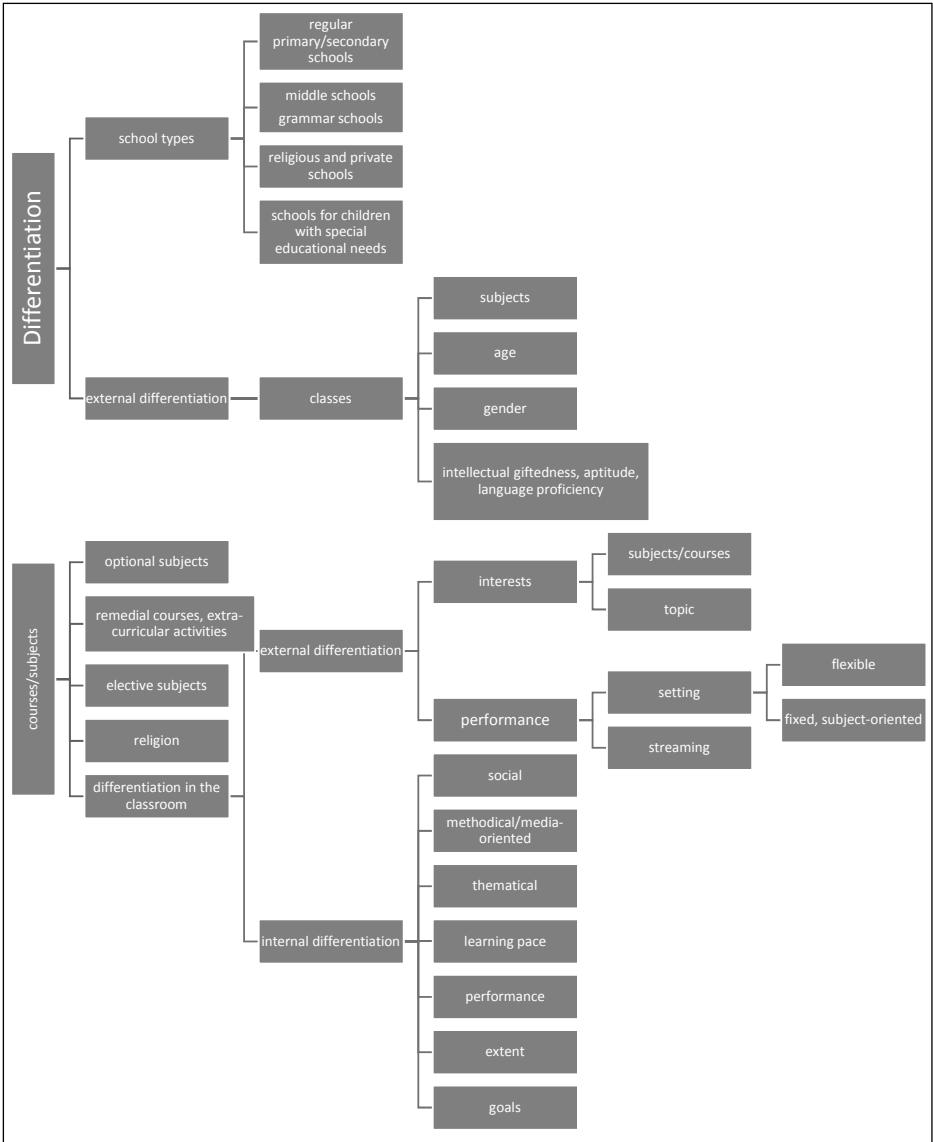 Differentiation
school types
regular
primary/secondary
schools
middle schools
grammar schools
religious and private
schools
schools for children
with special
educational needs
external differentiation
classes
subjects
age
gender
intellectual giftedness, aptitude,
language proficiency
courses/subjects
optional subjects
remedial courses, extra-
curricular activities
elective subjects
religion
differentiation in the
classroom
external differentiation
interests
subjects/courses
topic
performance
setting
flexible
fixed, subject-oriented
streaming
internal differentiation
social
methodical/media-
oriented
thematical
learning pace
performance
extent
goals